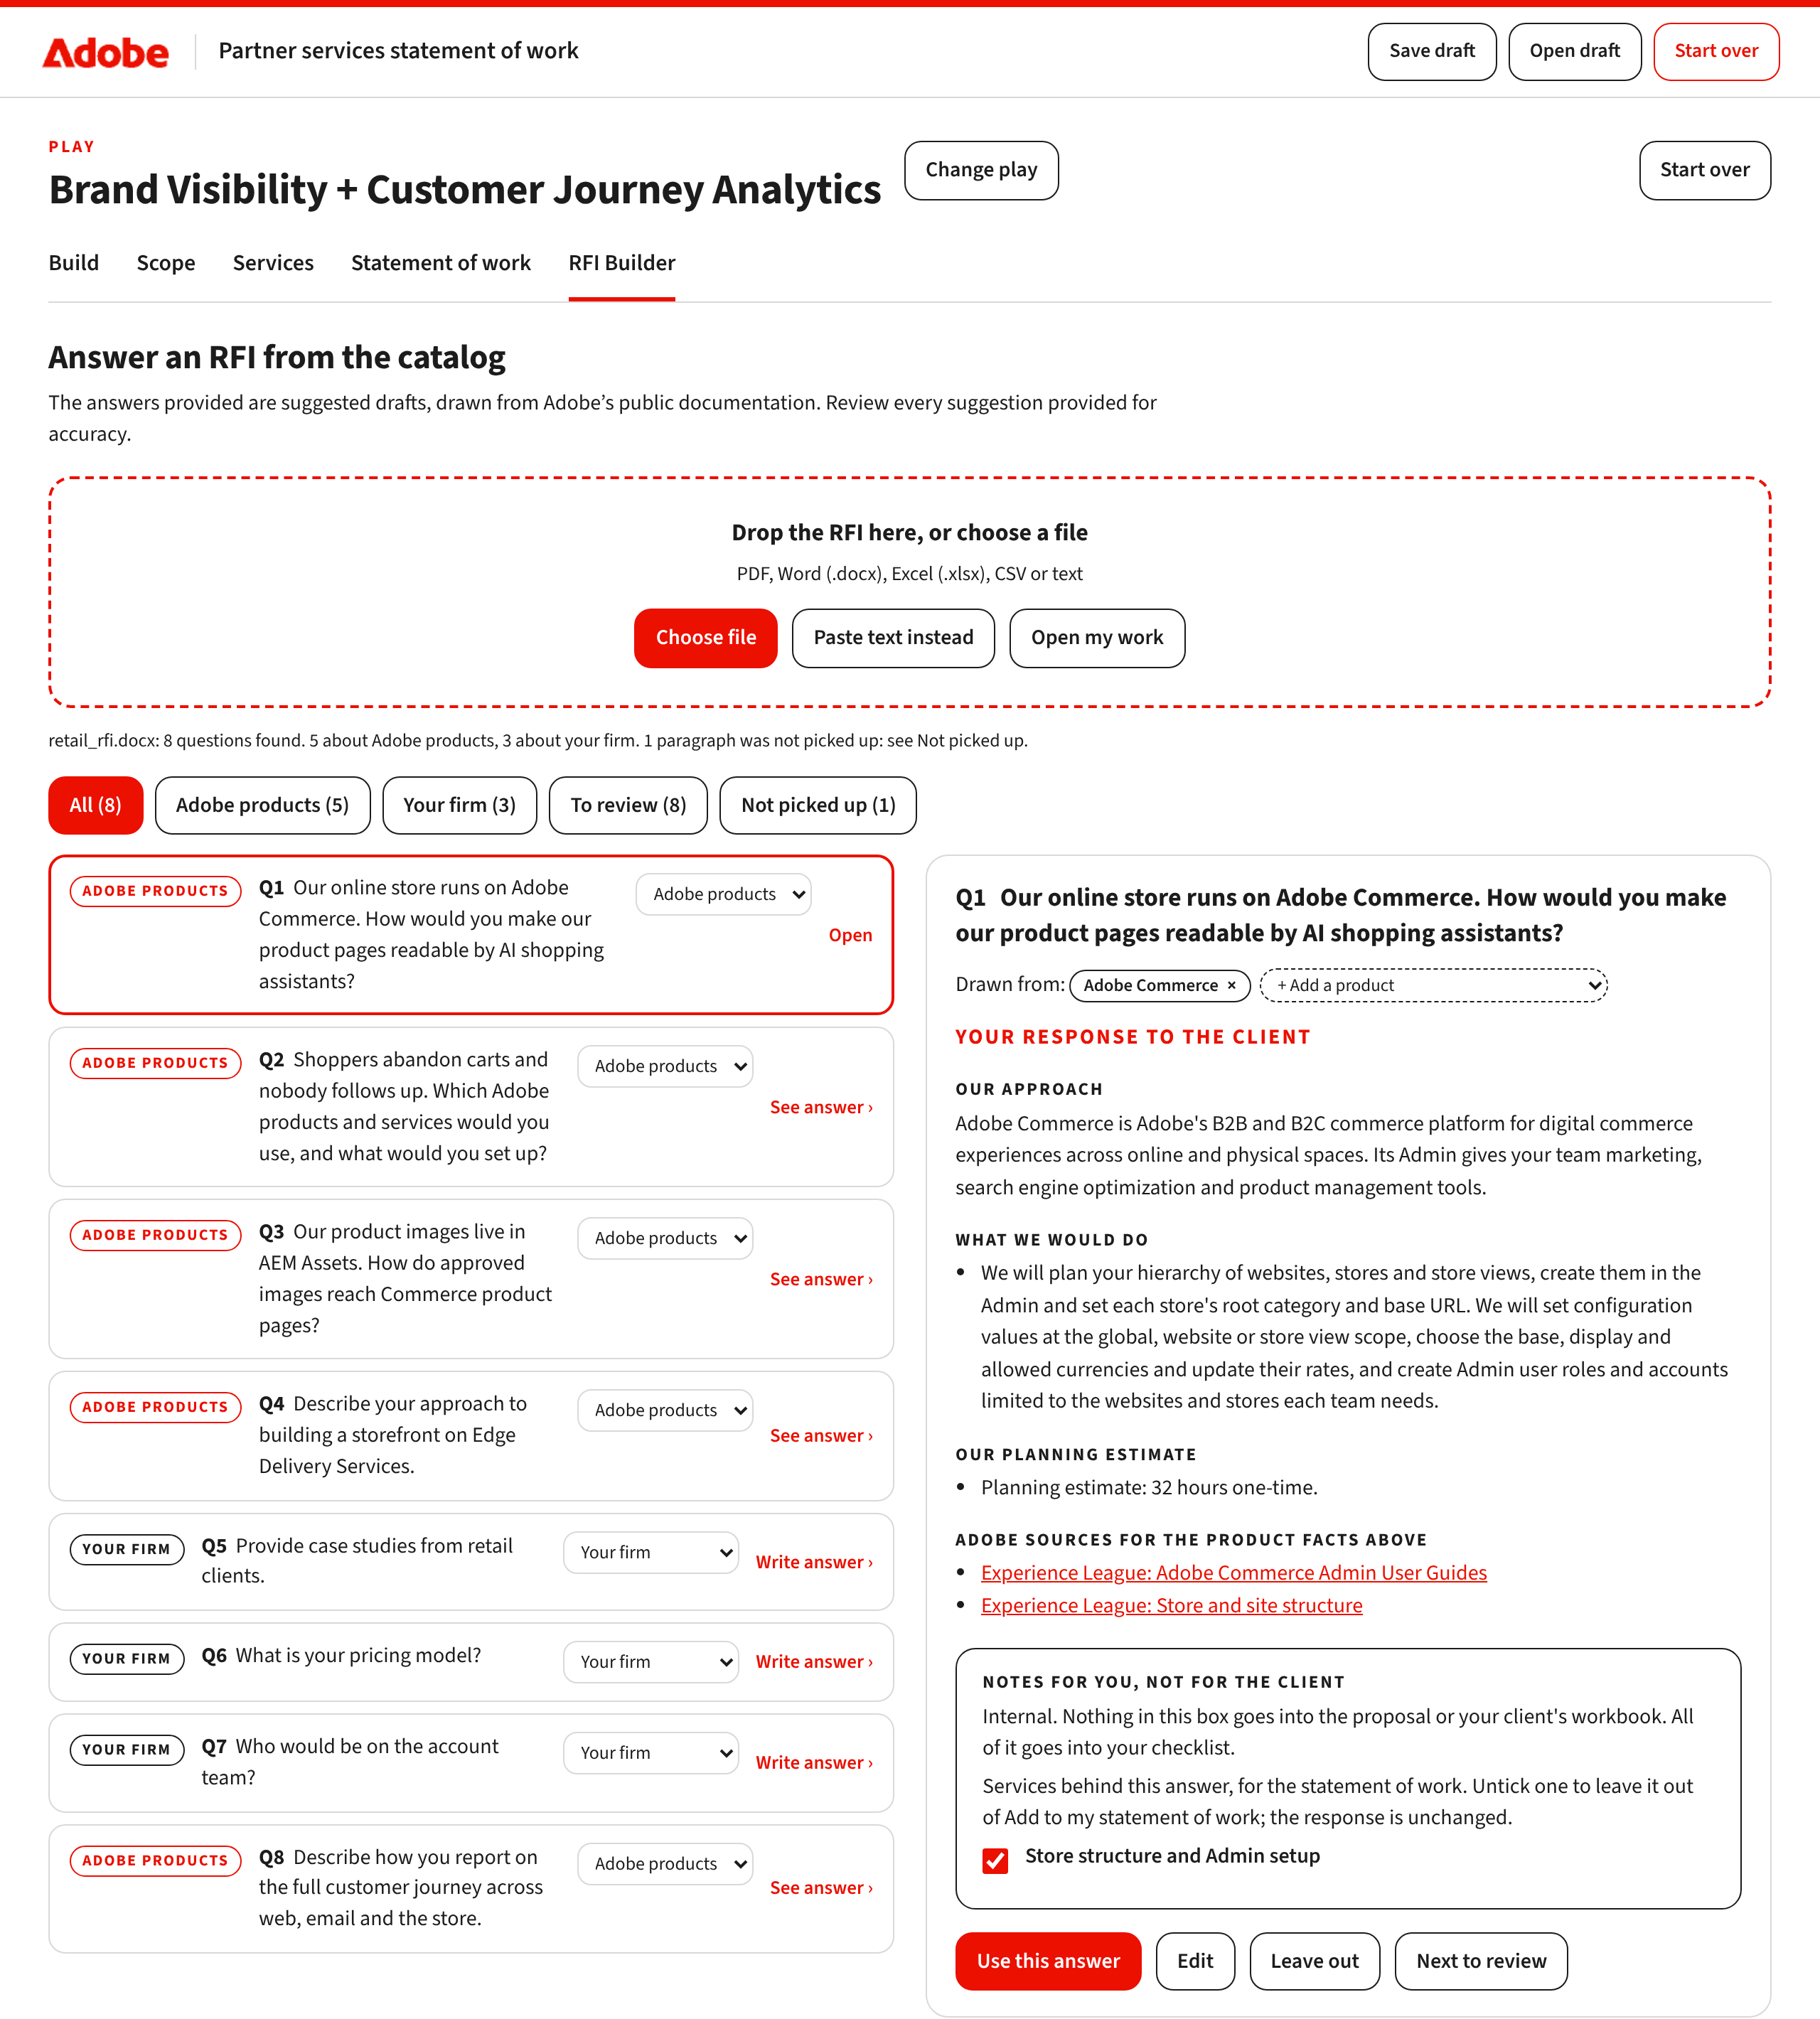 Adobe
Partner services statement of work
Save draft
Open draft
Start over
PLAY
Brand Visibility + Customer Journey Analytics
Change play
Start over
Build
Scope
Services
Statement of work
RFI Builder
Answer an RFI from the catalog
The answers provided are suggested drafts, drawn from Adobe’s public documentation. Review every suggestion provided for
accuracy.
Drop the RFI here, or choose a file
PDF, Word (.docx), Excel (.xlsx), CSV or text
Choose file
Paste text instead
Open my work
retail_rfi.docx: 8 questions found. 5 about Adobe products, 3 about your firm. 1 paragraph was not picked up: see Not picked up.
All (8)
Adobe products (5)
Your firm (3)
To review (8)
Not picked up (1)
ADOBE PRODUCTS
Q1 Our online store runs on Adobe
Commerce. How would you make our
product pages readable by AI shopping
assistants?
Adobe products
Open
ADOBE PRODUCTS
Q2 Shoppers abandon carts and
nobody follows up. Which Adobe
products and services would you
use, and what would you set up?
Adobe products
See answer ›
ADOBE PRODUCTS
Q3 Our product images live in
AEM Assets. How do approved
images reach Commerce product
pages?
Adobe products
See answer ›
ADOBE PRODUCTS
Q4 Describe your approach to
building a storefront on Edge
Delivery Services.
Adobe products
See answer ›
YOUR FIRM
Q5 Provide case studies from retail
clients.
Your firm
Write answer ›
YOUR FIRM
Q6 What is your pricing model?
Your firm
Write answer ›
YOUR FIRM
Q7 Who would be on the account
team?
Your firm
Write answer ›
ADOBE PRODUCTS
Q8 Describe how you report on
the full customer journey across
web, email and the store.
Adobe products
See answer ›
Q1 Our online store runs on Adobe Commerce. How would you make
our product pages readable by AI shopping assistants?
Drawn from: Adobe Commerce × + Add a product
YOUR RESPONSE TO THE CLIENT
OUR APPROACH
Adobe Commerce is Adobe's B2B and B2C commerce platform for digital commerce
experiences across online and physical spaces. Its Admin gives your team marketing,
search engine optimization and product management tools.
WHAT WE WOULD DO
• We will plan your hierarchy of websites, stores and store views, create them in the
Admin and set each store's root category and base URL. We will set configuration
values at the global, website or store view scope, choose the base, display and
allowed currencies and update their rates, and create Admin user roles and accounts
limited to the websites and stores each team needs.
OUR PLANNING ESTIMATE
• Planning estimate: 32 hours one-time.
ADOBE SOURCES FOR THE PRODUCT FACTS ABOVE
• Experience League: Adobe Commerce Admin User Guides
• Experience League: Store and site structure
NOTES FOR YOU, NOT FOR THE CLIENT
Internal. Nothing in this box goes into the proposal or your client's workbook. All
of it goes into your checklist.
Services behind this answer, for the statement of work. Untick one to leave it out
of Add to my statement of work; the response is unchanged.
Store structure and Admin setup
Use this answer
Edit
Leave out
Next to review